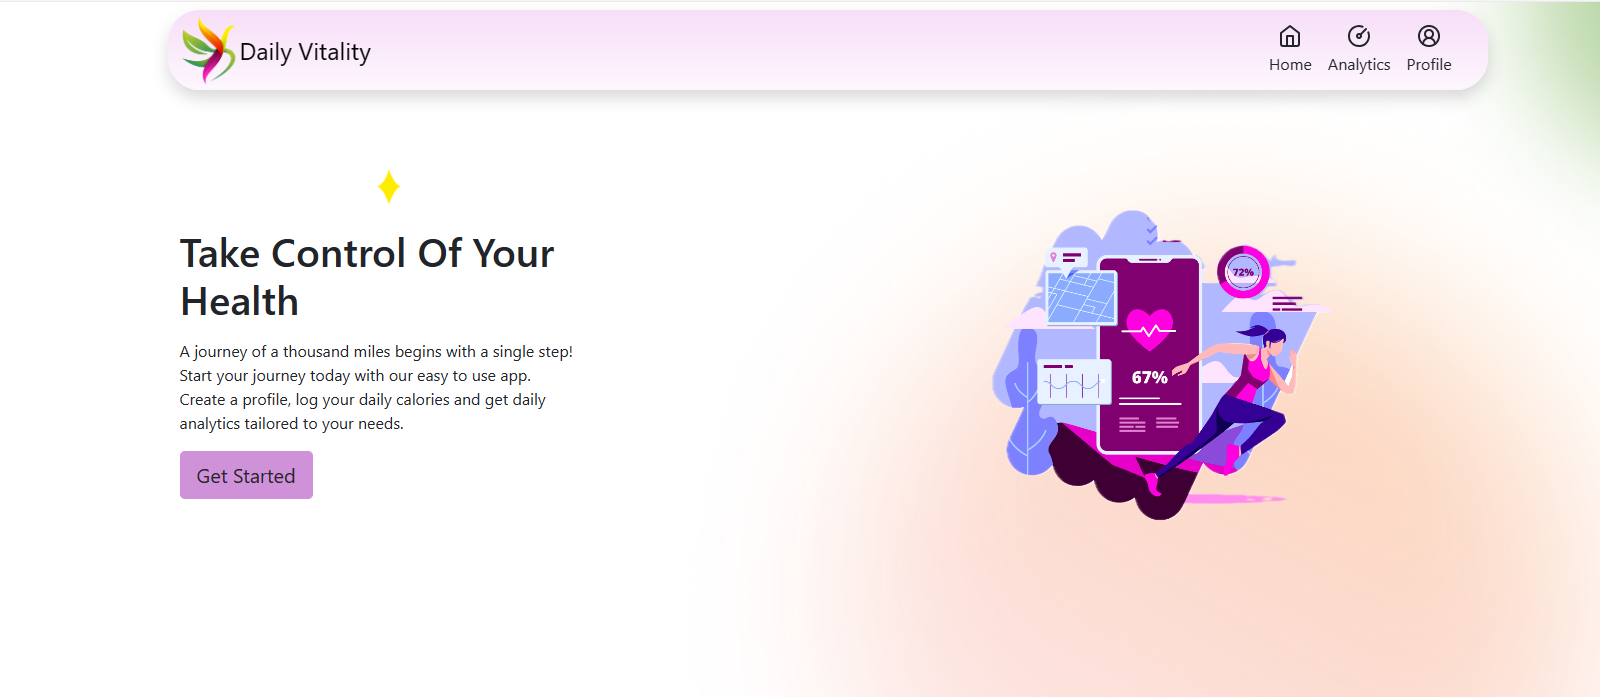 Daily Vitality
Home
Analytics
Profile
Take Control Of Your
Health
A journey of a thousand miles begins with a single step!
Start your journey today with our easy to use app.
Create a profile, log your daily calories and get daily
analytics tailored to your needs.
Get Started
72%
67%